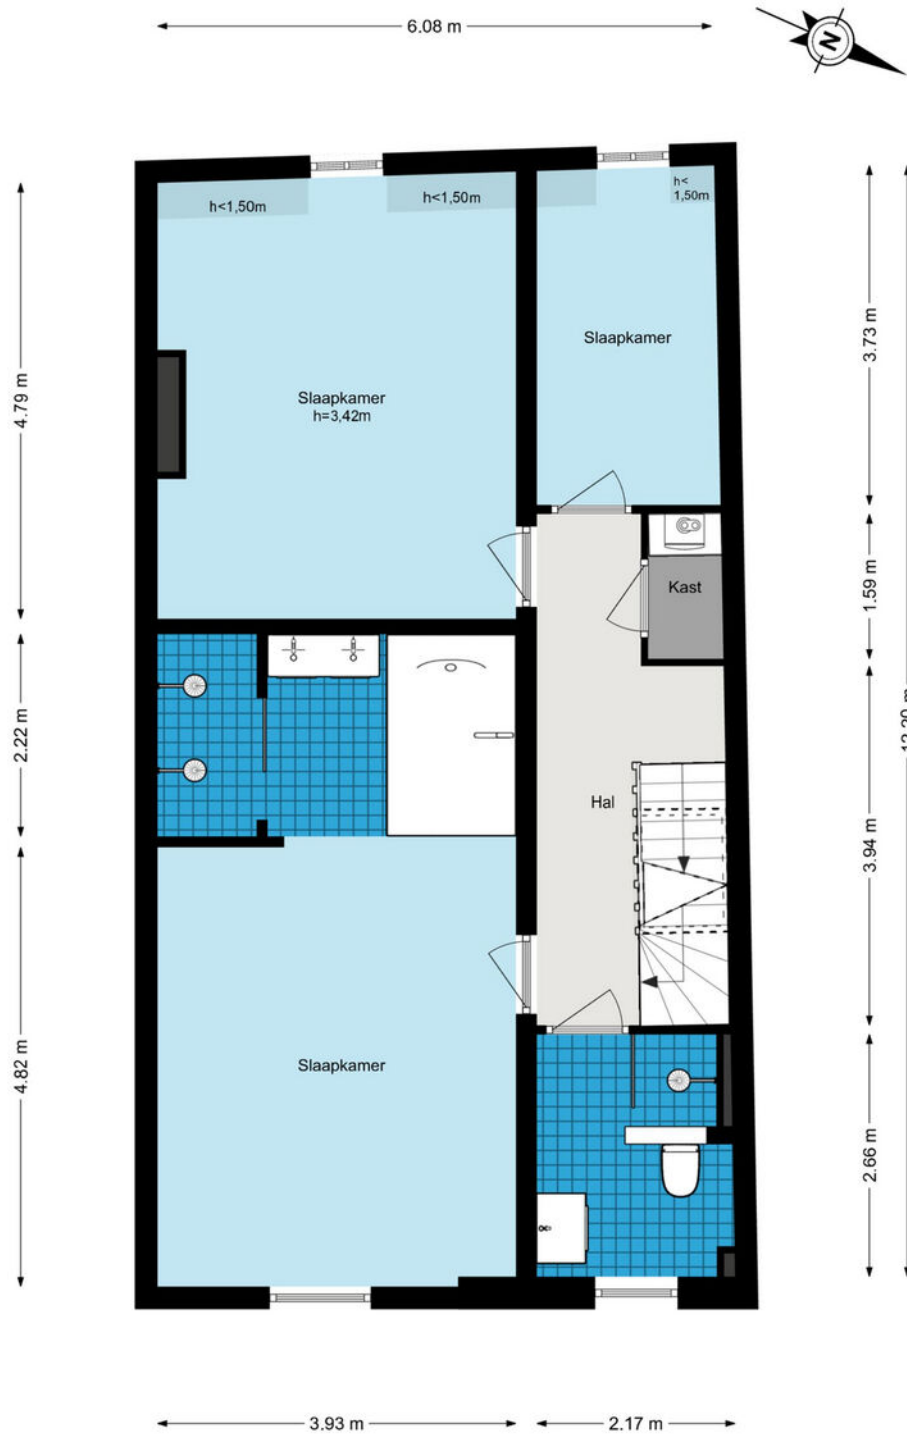 6.08 m
N
h<1,50m
h<1,50m
h<
1,50m
Slaapkamer
3.73 m
4.79 m
Slaapkamer
h=3,42m
Kast
1.59 m
2.22 m
Hal
3.94 m
4.82 m
Slaapkamer
2.66 m
3.93 m
2.17 m